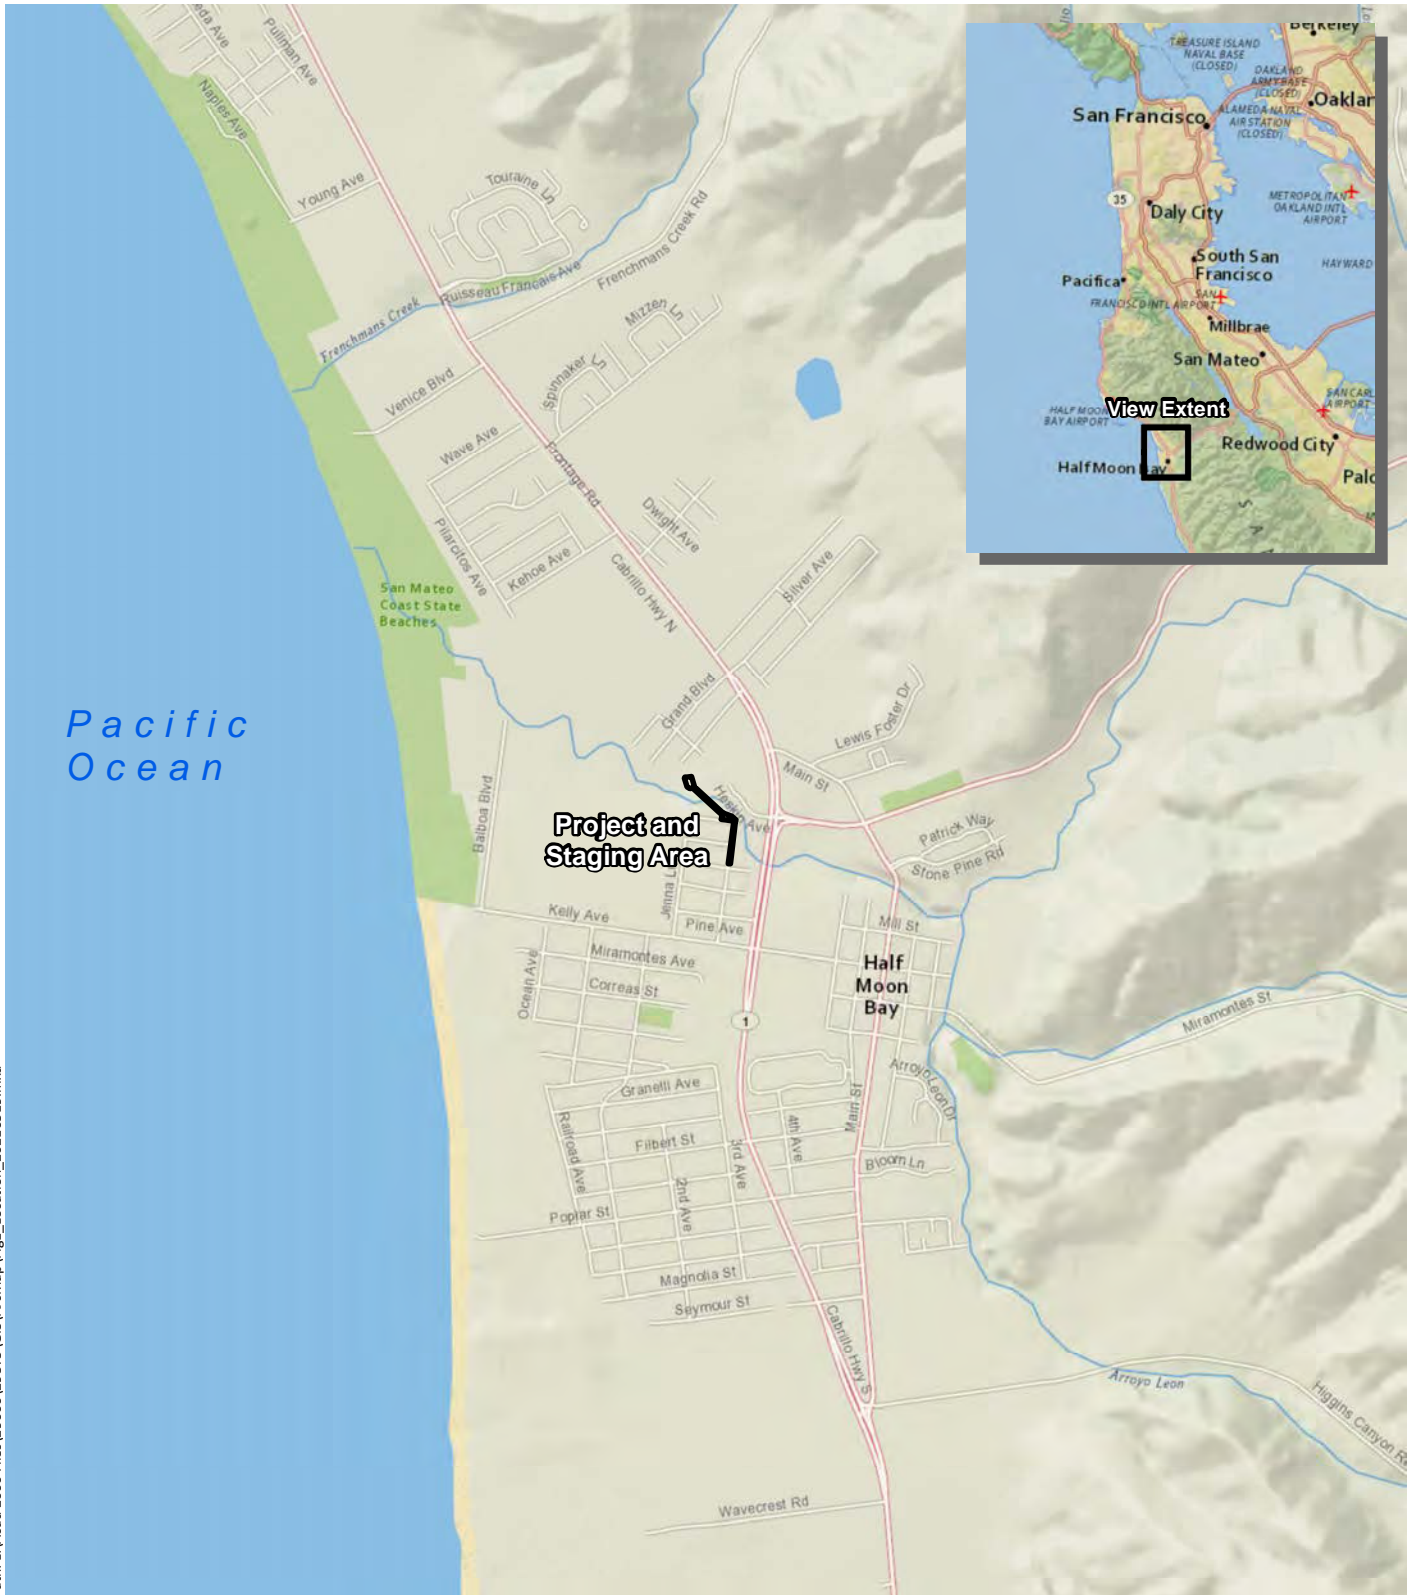 Pullman Ave
Naples Ave
Young Ave
Touraine Ln
Ruisseau Francais Ave
Frenchmans Creek Rd
Frenchmans Creek
Mizzen Ln
Spinnaker
Ln
Venice Blvd
Wave Ave
Frontage Rd
Dwight Ave
Pilarcitos Ave
Kehoe Ave
Cabrillo Hwy N
Silver Ave
San Mateo
Coast State
Beaches
Grand Blvd
Lewis Foster Dr
Main St
Pacific
Ocean
Balboa Blvd
Project and
Staging Area
Patrick Way
Stone Pine Rd
Kelly Ave
Pine Ave
Mill St
Miramontes Ave
Ocean Ave
Correas St
Half
Moon
Bay
1
Miramontes St
Granelli Ave
Arroyo Leon Dr
Main St
4th Ave
Railroad Ave
Filbert St
3rd Ave
2nd Ave
Bloom Ln
Poplar St
Magnolia St
Seymour St
Cabrillo Hwy S
Arroyo Leon
Higgins Canyon
Wavecrest Rd
Berkeley
TREASURE ISLAND
NAVAL BASE
(CLOSED)
OAKLAND
ARMY BASE
(CLOSED)
San Francisco
ALAMEDA NAVAL
AIR STATION
(CLOSED)
35
Daly City
METROPOLITAN
OAKLAND INTL
AIRPORT
South San
Francisco
HAYWARD
Pacifica
SAN
FRANCISCO INTL AIRPORT
Millbrae
San Mateo
AIRPORT
HALF MOON
BAY AIRPORT
View Extent
Redwood City
Half Moon Bay